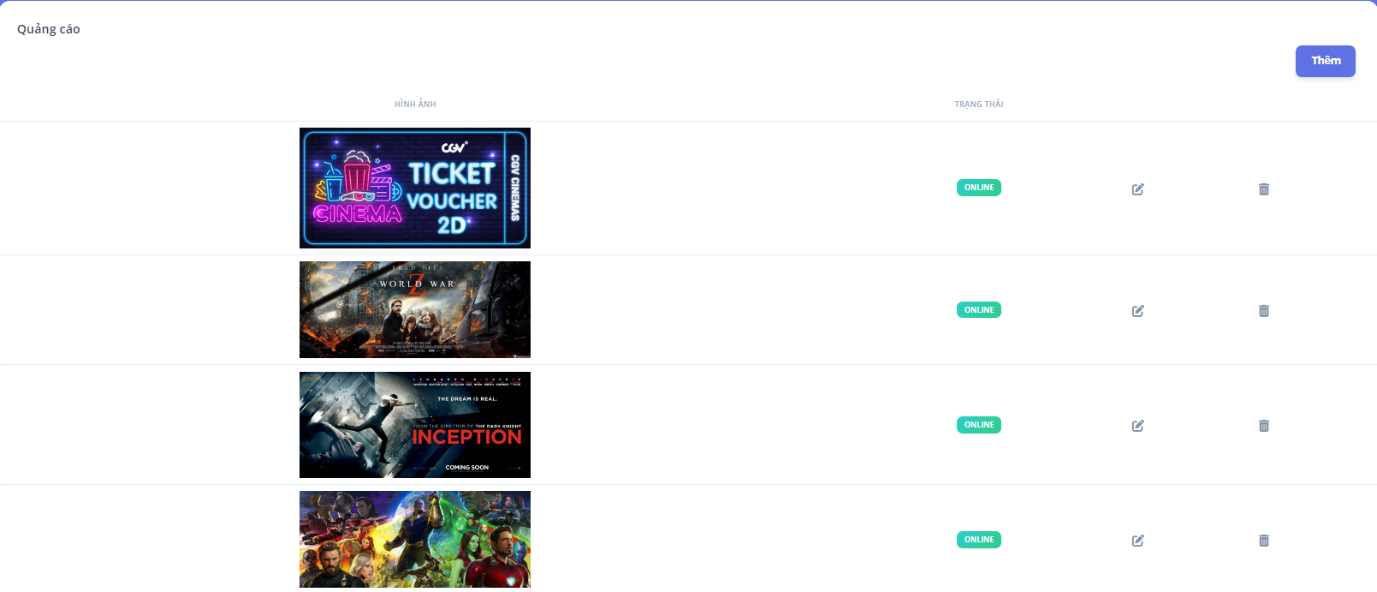 Quảng cáo
Thêm
HÌNH ẢNH
TRẠNG THÁI
CGV
TICKET
VOUCHER
2D
CINEMA
CGV CINEMAS
ONLINE
WORLD WAR
Z
ONLINE
THE DREAM IS REAL.
FROM THE DIRECTOR OF THE DARK KNIGHT
INCEPTION
COMING SOON
ONLINE
ONLINE